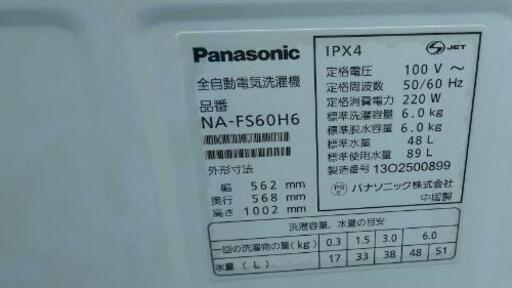 Panasonic
全自動電気洗濯機
品番
NA-FS60H6
外形寸法
幅 562 mm
奥行 568 mm
高さ 1002 mm
IPX4
JET
定格電圧 100 V ～
定格周波数 50/60 Hz
定格消費電力 220 W
標準洗濯容量 6.0kg
標準脱水容量 6.0kg
標準水量 48 L
標準使用水量 89 L
製造番号 13O2500899
PSE パナソニック株式会社
中国製
洗濯容量、水量の目安
一回の洗濯物の量(kg) 0.3 1.5 3.0 6.0
水量 (L) 17 33 38 48 51